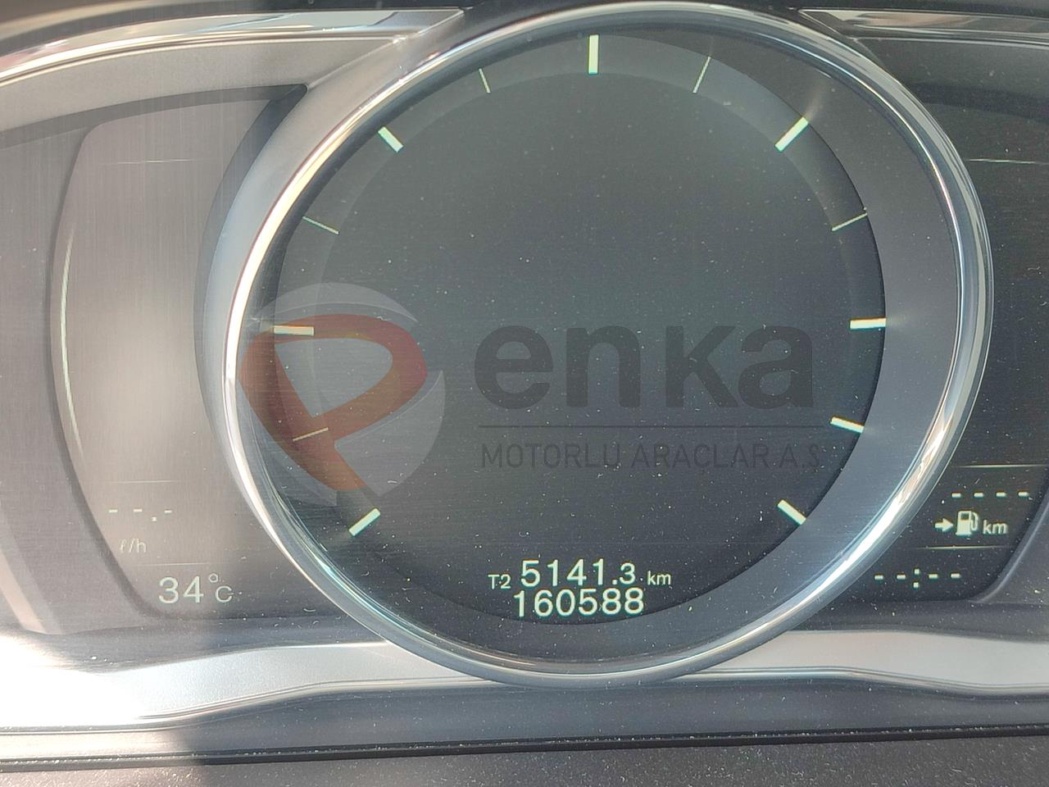 enka
MOTORLU ARAÇLAR.A.Ş
--.-
ℓ/h
34°C
T2 5141.3 km
160588
----
km
--:--